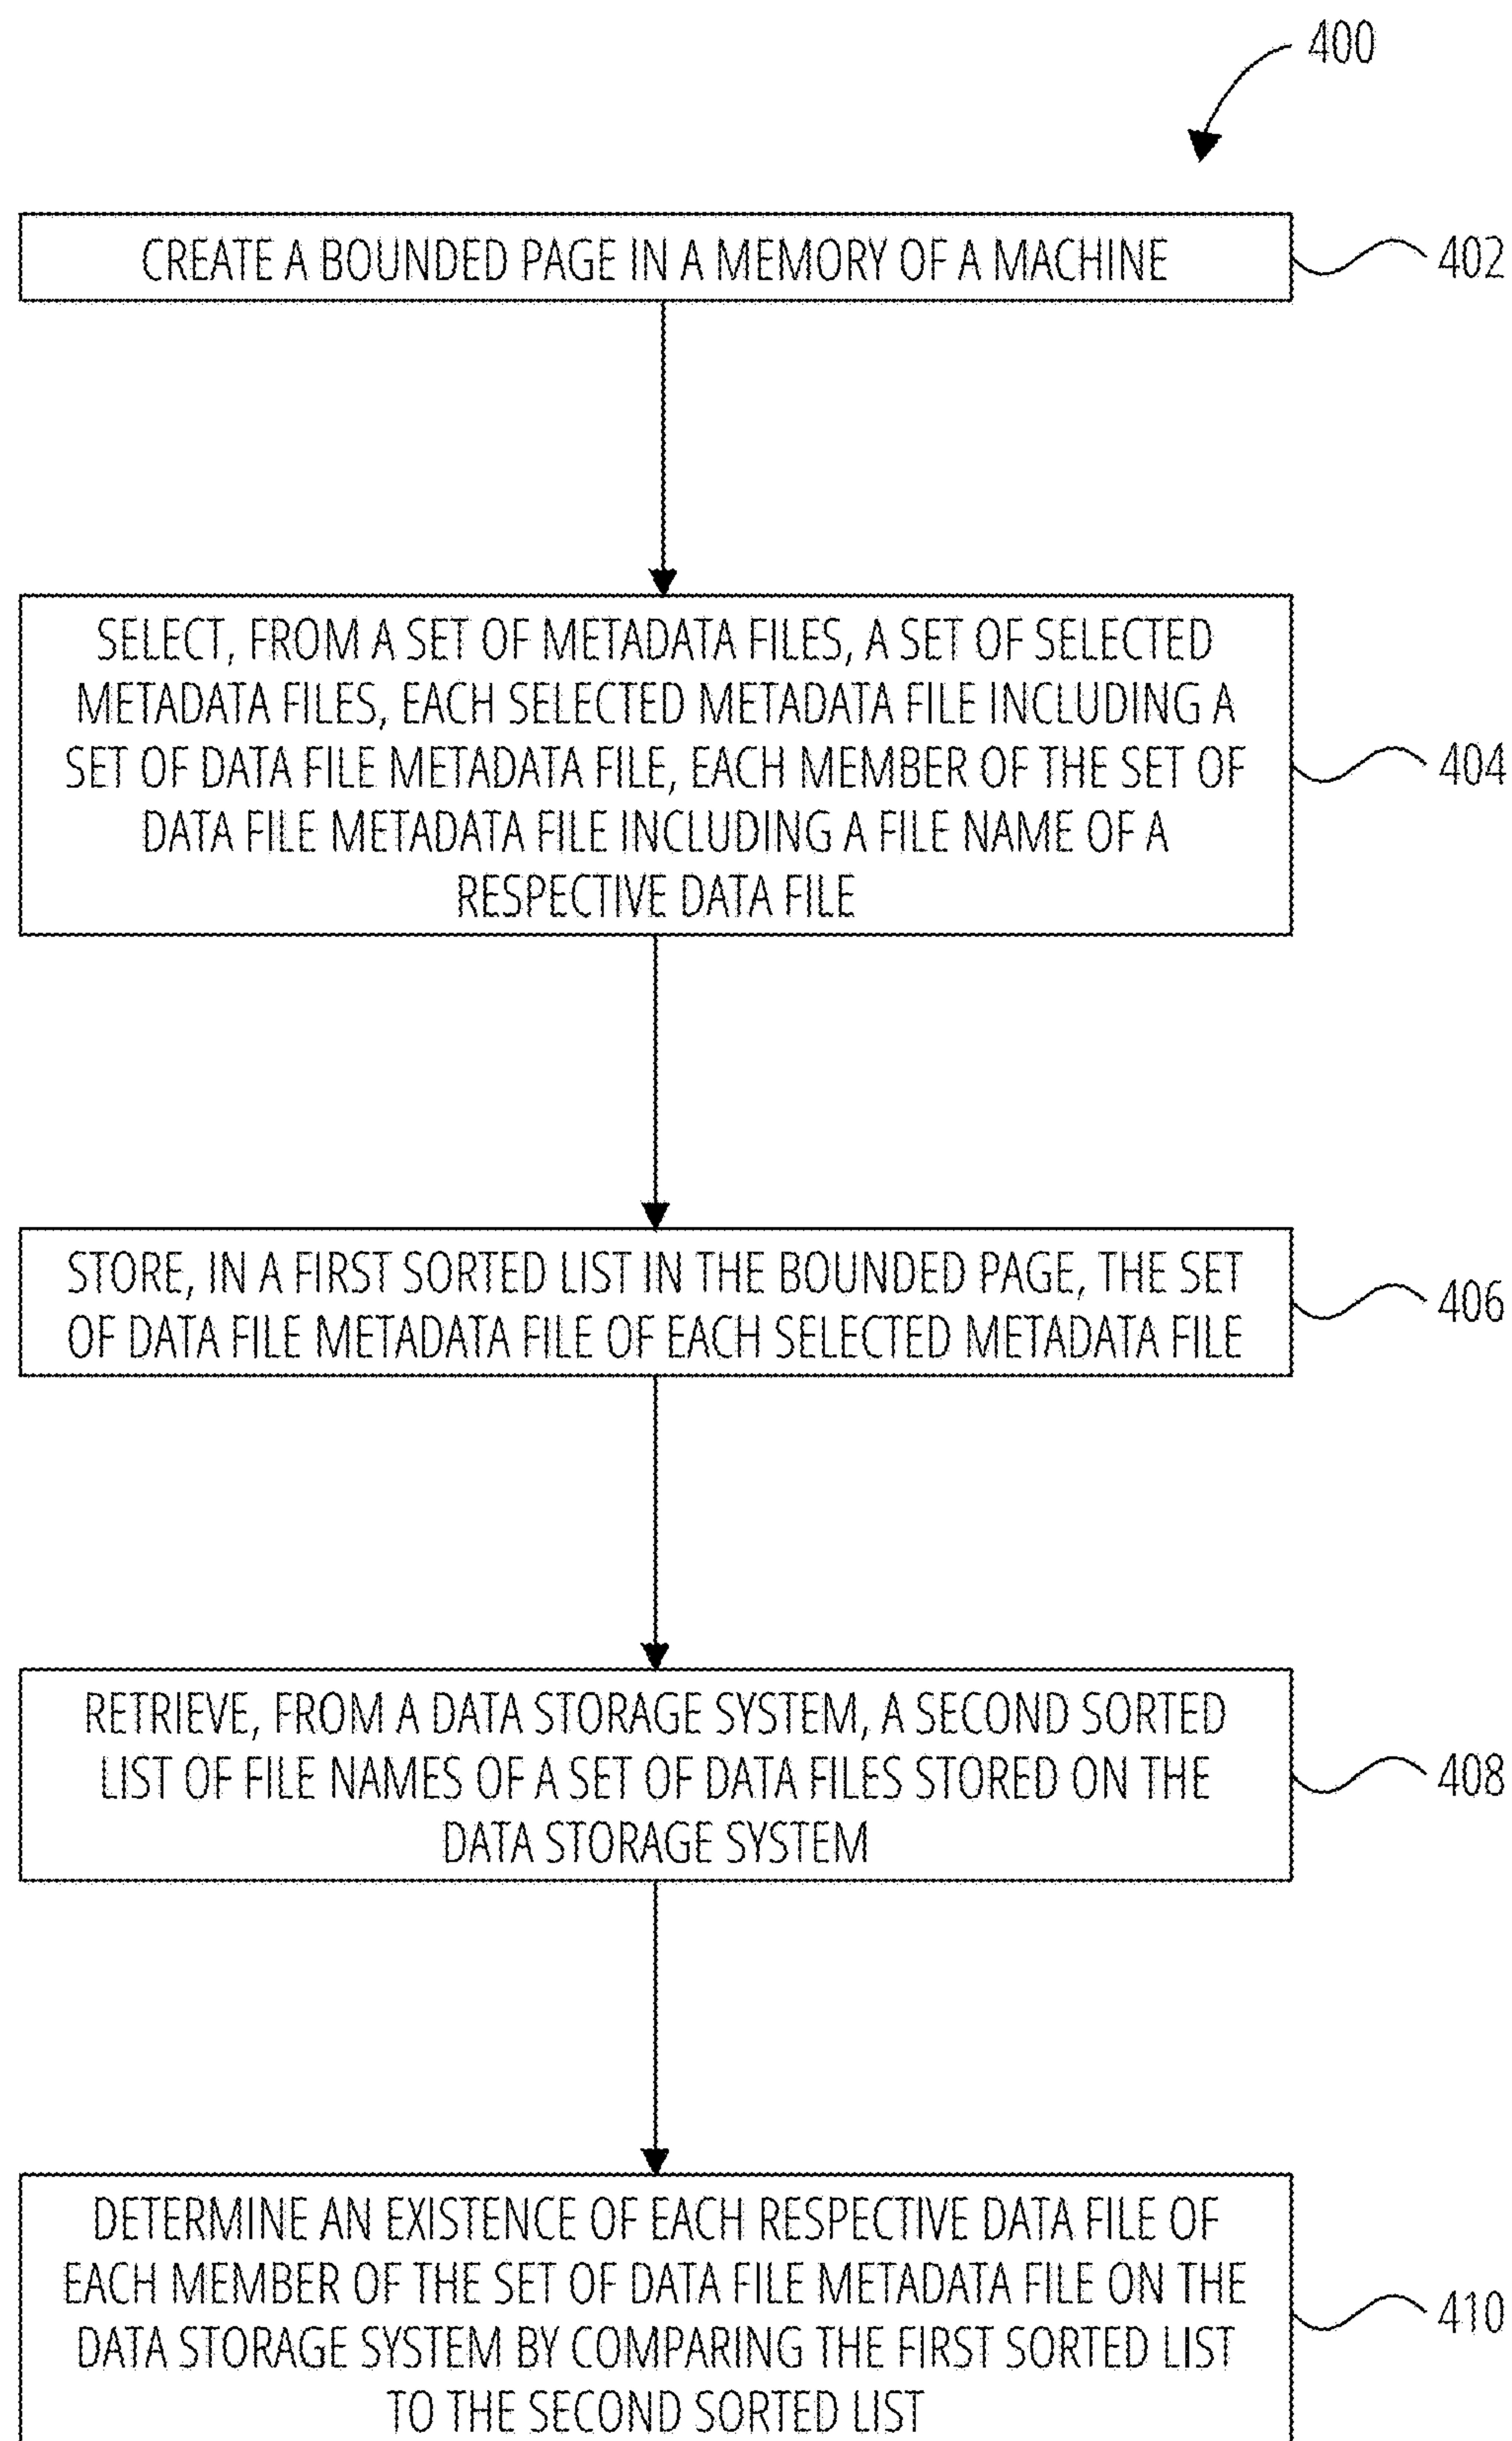 400
CREATE A BOUNDED PAGE IN A MEMORY OF A MACHINE
402
SELECT, FROM A SET OF METADATA FILES, A SET OF SELECTED
METADATA FILES, EACH SELECTED METADATA FILE INCLUDING A
SET OF DATA FILE METADATA FILE, EACH MEMBER OF THE SET OF
DATA FILE METADATA FILE INCLUDING A FILE NAME OF A
RESPECTIVE DATA FILE
404
STORE, IN A FIRST SORTED LIST IN THE BOUNDED PAGE, THE SET
OF DATA FILE METADATA FILE OF EACH SELECTED METADATA FILE
406
RETRIEVE, FROM A DATA STORAGE SYSTEM, A SECOND SORTED
LIST OF FILE NAMES OF A SET OF DATA FILES STORED ON THE
DATA STORAGE SYSTEM
408
DETERMINE AN EXISTENCE OF EACH RESPECTIVE DATA FILE OF
EACH MEMBER OF THE SET OF DATA FILE METADATA FILE ON THE
DATA STORAGE SYSTEM BY COMPARING THE FIRST SORTED LIST
TO THE SECOND SORTED LIST
410